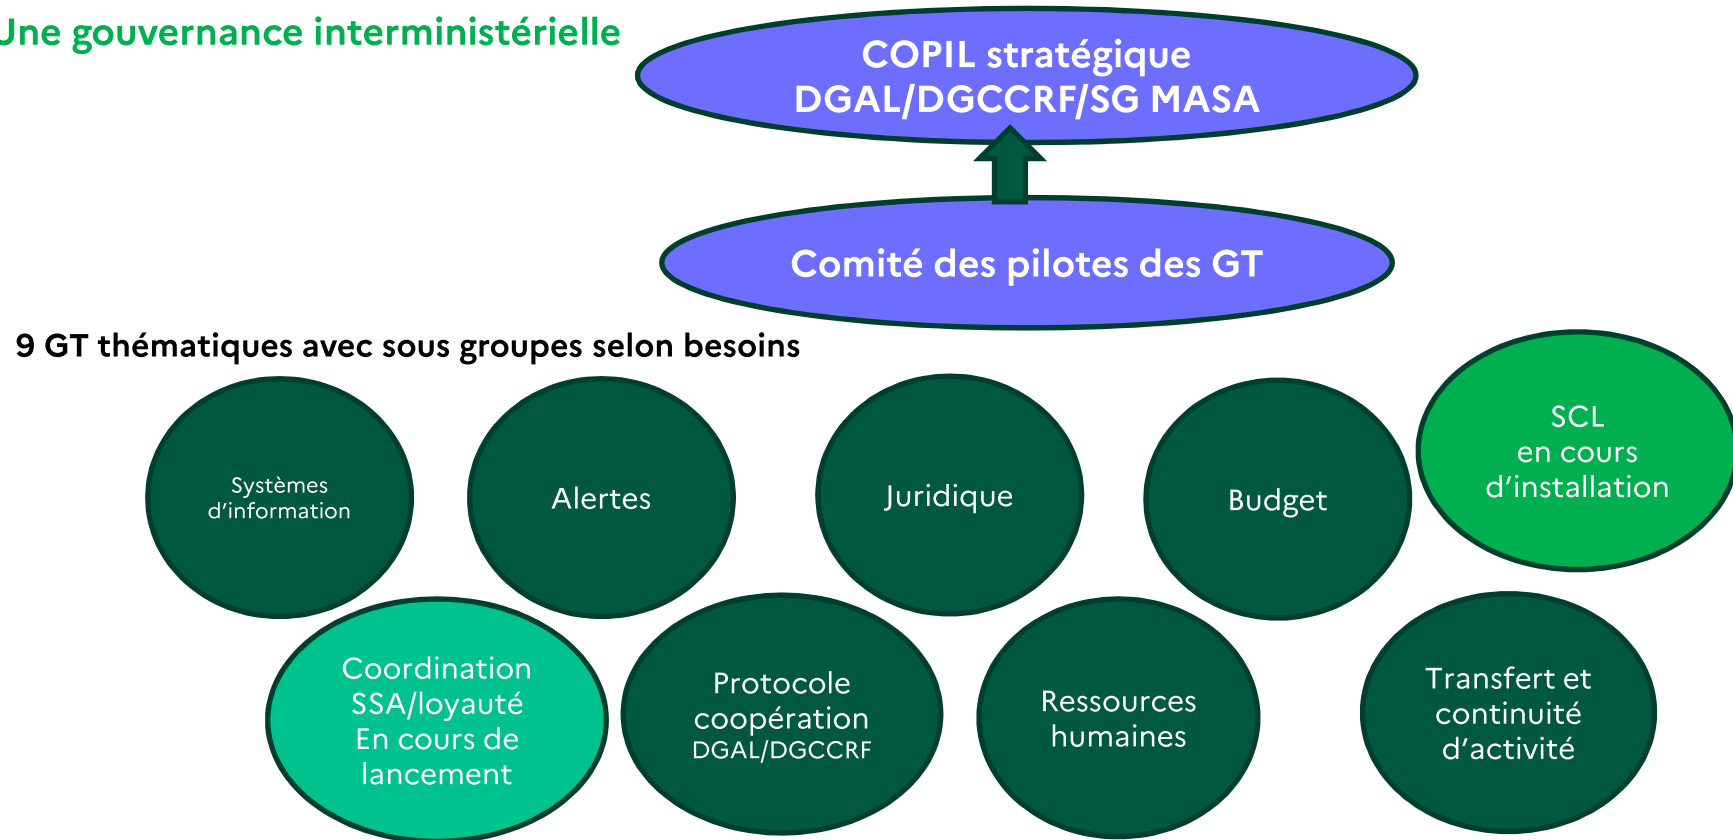 Une gouvernance interministérielle
COPIL stratégique
DGAL/DGCCRF/SG MASA
Comité des pilotes des GT
9 GT thématiques avec sous groupes selon besoins
Systèmes
d’information
Alertes
Juridique
Budget
SCL
en cours
d’installation
Coordination
SSA/loyauté
En cours de
lancement
Protocole
coopération
DGAL/DGCCRF
Ressources
humaines
Transfert et
continuité
d’activité